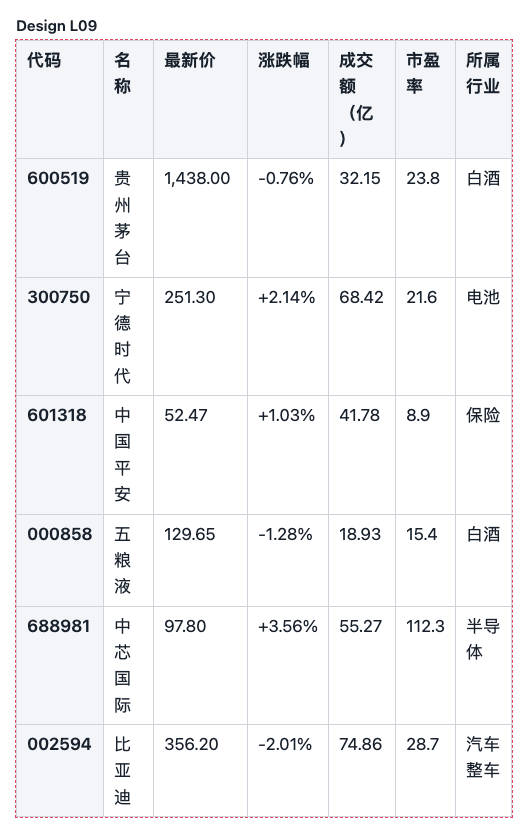 Design L09
代码 名称 最新价 涨跌幅 成交额（亿） 市盈率 所属行业
600519 贵州茅台 1,438.00 -0.76% 32.15 23.8 白酒
300750 宁德时代 251.30 +2.14% 68.42 21.6 电池
601318 中国平安 52.47 +1.03% 41.78 8.9 保险
000858 五粮液 129.65 -1.28% 18.93 15.4 白酒
688981 中芯国际 97.80 +3.56% 55.27 112.3 半导体
002594 比亚迪 356.20 -2.01% 74.86 28.7 汽车整车